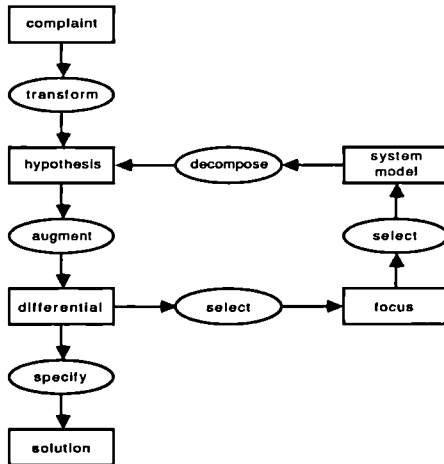 complaint
transform
hypothesis
decompose
system
model
augment
select
differential
select
focus
specify
solution